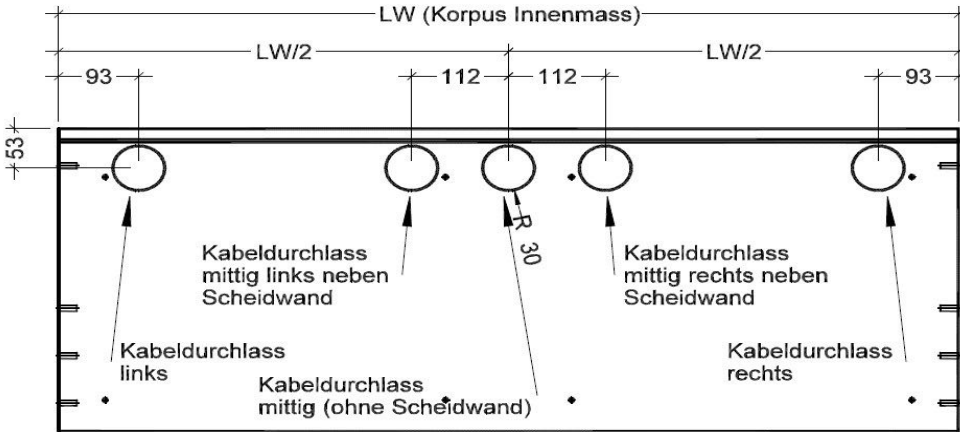 LW (Korpus Innenmass)
LW/2
LW/2
93
112
112
93
53
R 30
Kabeldurchlass
mittig links neben
Scheidwand
Kabeldurchlass
mittig rechts neben
Scheidwand
Kabeldurchlass
links
Kabeldurchlass
mittig (ohne Scheidwand)
Kabeldurchlass
rechts